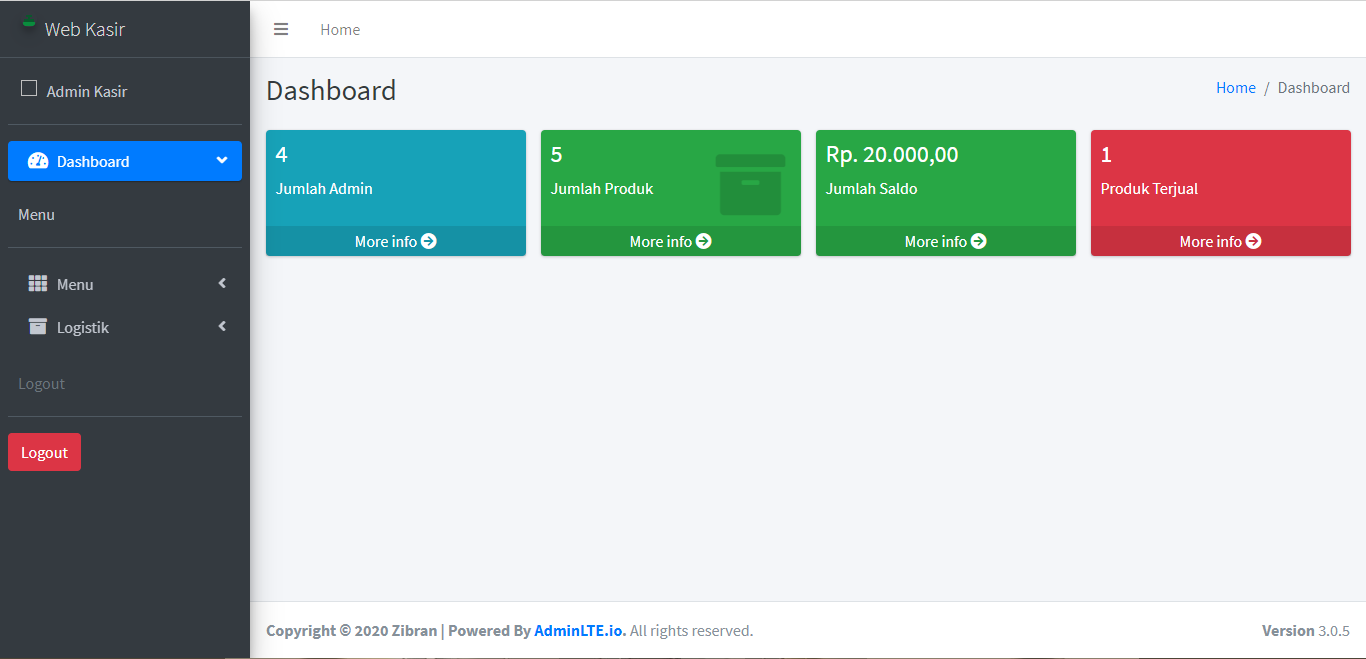 Web Kasir
Home
Admin Kasir
Dashboard
Menu
Menu
Logistik
Logout
Logout
Dashboard
Home / Dashboard
4
Jumlah Admin
More info
5
Jumlah Produk
More info
Rp. 20.000,00
Jumlah Saldo
More info
1
Produk Terjual
More info
Copyright © 2020 Zibran | Powered By AdminLTE.io. All rights reserved.
Version 3.0.5